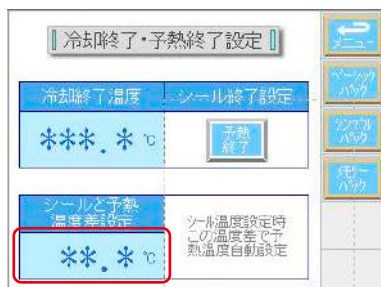 冷却終了・予熱終了設定
メニュー
冷却終了温度
シール終了設定
ベーシック
パック
***.*℃
予熱
終了
シンプル
パック
メモリー
パック
シールと予熱
温度差設定
**.*℃
シール温度設定時
この温度差で予
熱温度自動設定